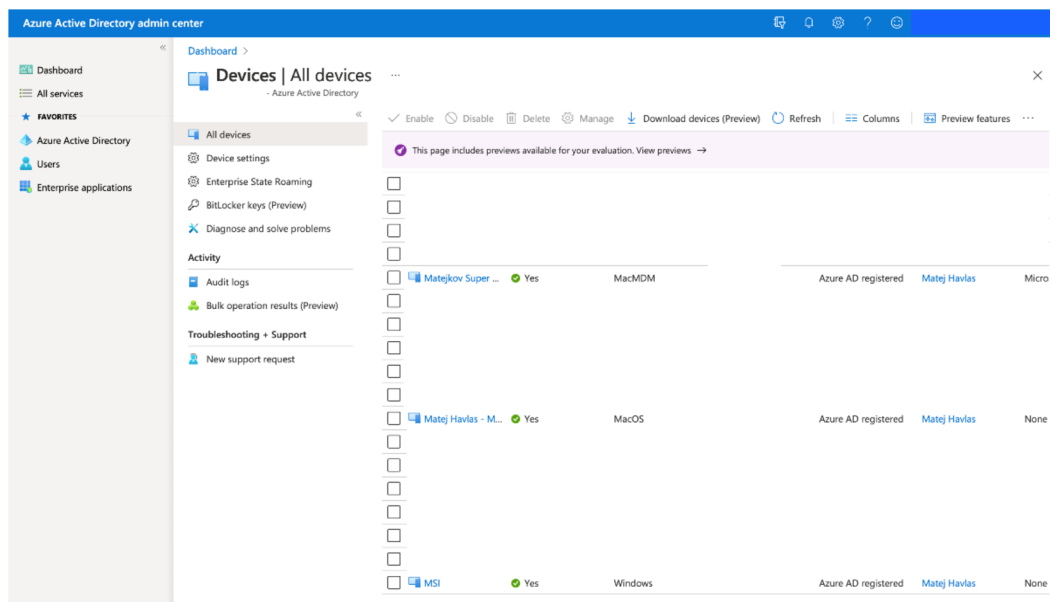 Azure Active Directory admin center
Dashboard
All services
FAVORITES
Azure Active Directory
Users
Enterprise applications
Dashboard >
Devices | All devices ...
- Azure Active Directory
All devices
Device settings
Enterprise State Roaming
BitLocker keys (Preview)
Diagnose and solve problems
Activity
Audit logs
Bulk operation results (Preview)
Troubleshooting + Support
New support request
Enable Disable Delete Manage Download devices (Preview) Refresh Columns Preview features ...
This page includes previews available for your evaluation. View previews →
Matejkov Super ... Yes MacMDM Azure AD registered Matej Havlas Micro
Matej Havlas - M... Yes MacOS Azure AD registered Matej Havlas None
MSI Yes Windows Azure AD registered Matej Havlas None